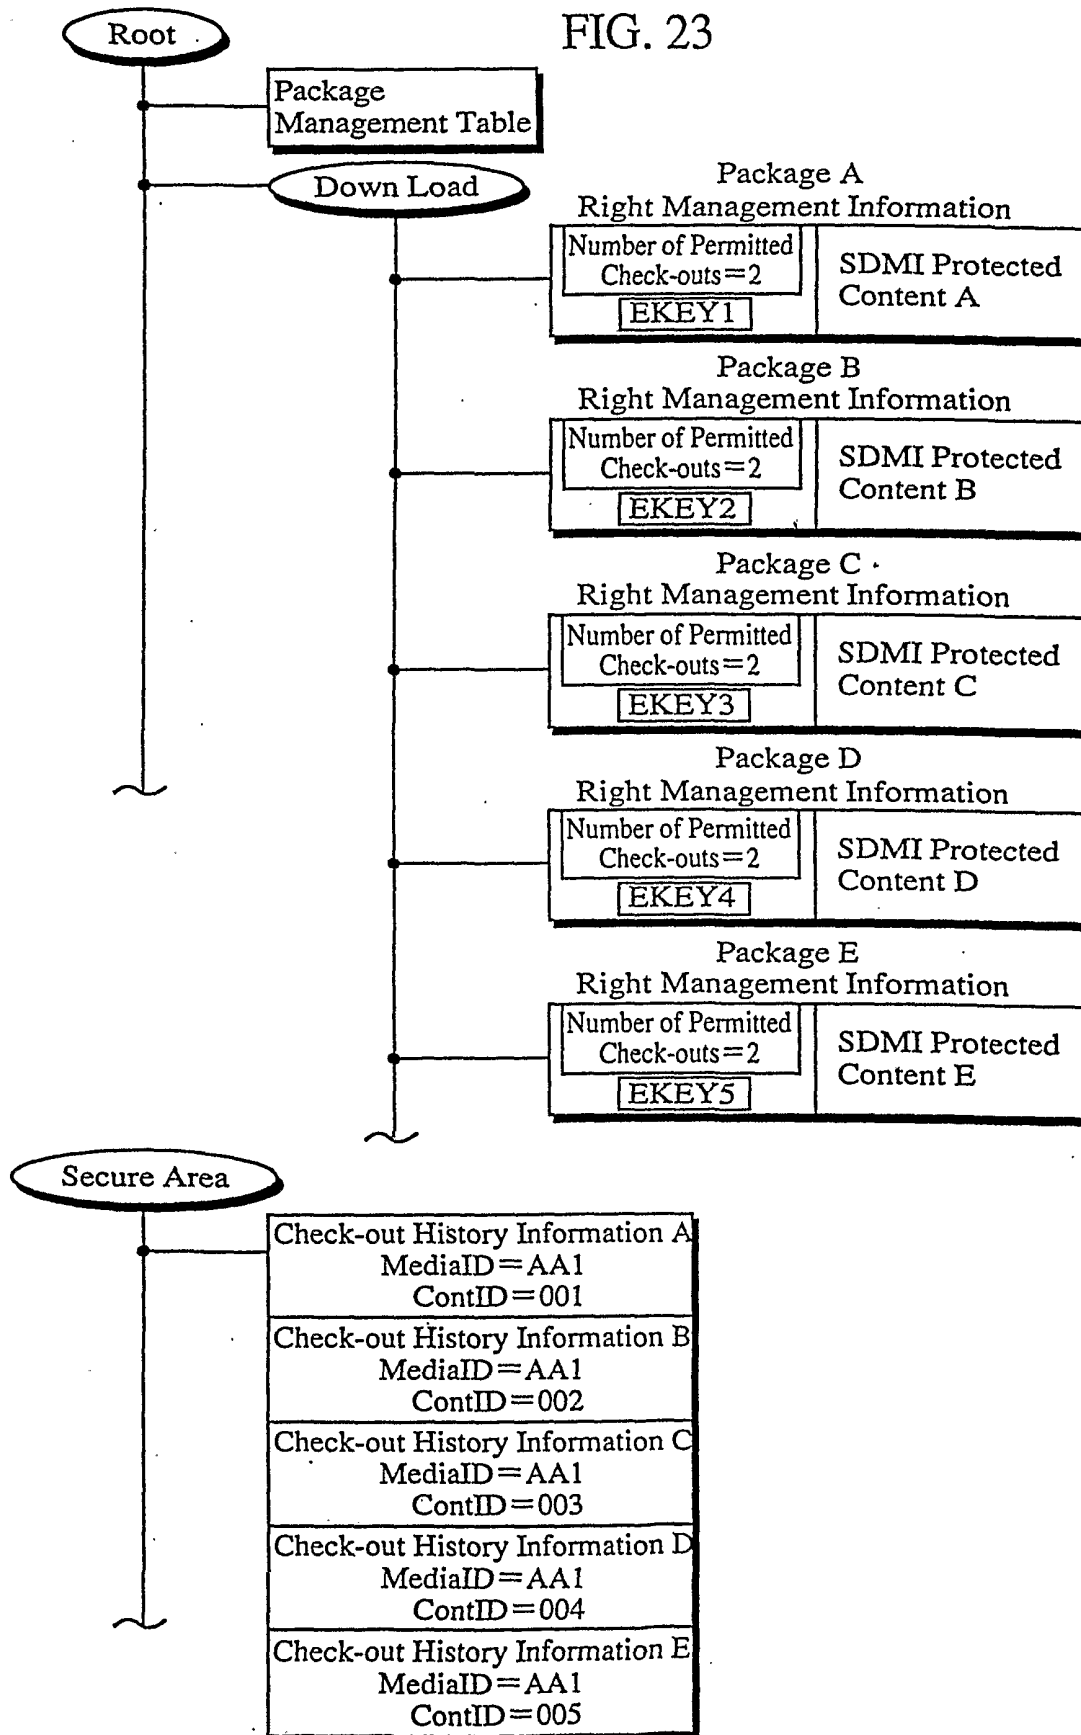 Root
FIG. 23
Package
Management Table
Down Load
Package A
Right Management Information
Number of Permitted
Check-outs=2
EKEY1
SDMI Protected
Content A
Package B
Right Management Information
Number of Permitted
Check-outs=2
EKEY2
SDMI Protected
Content B
Package C
Right Management Information
Number of Permitted
Check-outs=2
EKEY3
SDMI Protected
Content C
Package D
Right Management Information
Number of Permitted
Check-outs=2
EKEY4
SDMI Protected
Content D
Package E
Right Management Information
Number of Permitted
Check-outs=2
EKEY5
SDMI Protected
Content E
Secure Area
Check-out History Information A
MediaID=AA1
ContID=001
Check-out History Information B
MediaID=AA1
ContID=002
Check-out History Information C
MediaID=AA1
ContID=003
Check-out History Information D
MediaID=AA1
ContID=004
Check-out History Information E
MediaID=AA1
ContID=005